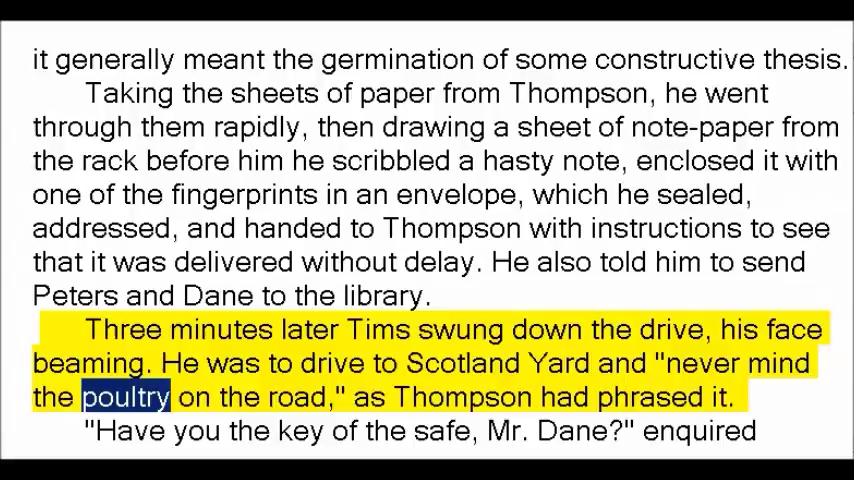 it generally meant the germination of some constructive thesis.
Taking the sheets of paper from Thompson, he went
through them rapidly, then drawing a sheet of note-paper from
the rack before him he scribbled a hasty note, enclosed it with
one of the fingerprints in an envelope, which he sealed,
addressed, and handed to Thompson with instructions to see
that it was delivered without delay. He also told him to send
Peters and Dane to the library.
Three minutes later Tims swung down the drive, his face
beaming. He was to drive to Scotland Yard and "never mind
the poultry on the road," as Thompson had phrased it.
"Have you the key of the safe, Mr. Dane?" enquired